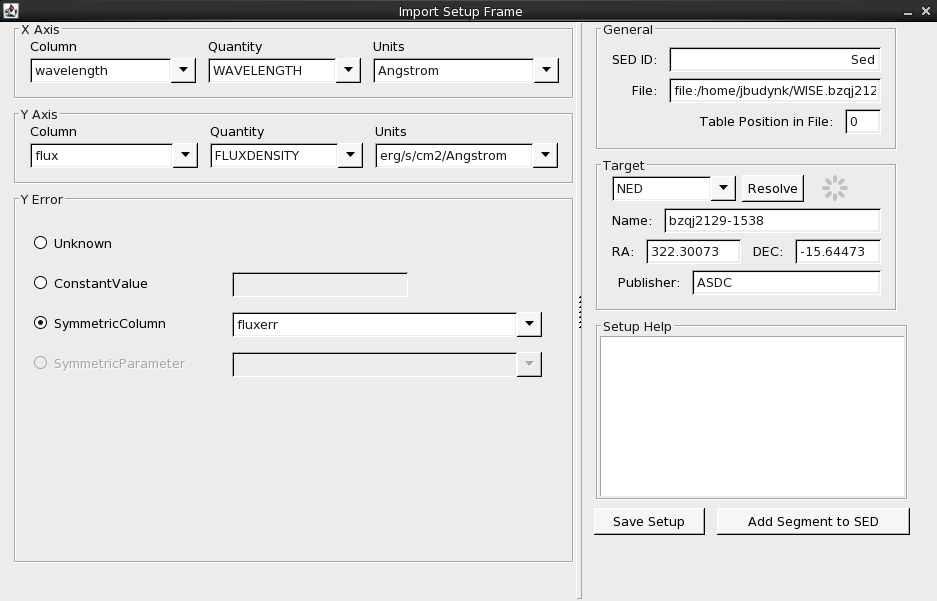 Import Setup Frame
X Axis
Column Quantity Units
wavelength WAVELENGTH Angstrom
Y Axis
Column Quantity Units
flux FLUXDENSITY erg/s/cm2/Angstrom
Y Error
Unknown
ConstantValue
SymmetricColumn fluxerr
SymmetricParameter
General
SED ID: Sed
File: file:/home/jbudynk/WISE.bzqj212
Table Position in File: 0
Target
NED Resolve
Name: bzqj2129-1538
RA: 322.30073 DEC: -15.64473
Publisher: ASDC
Setup Help
Save Setup Add Segment to SED